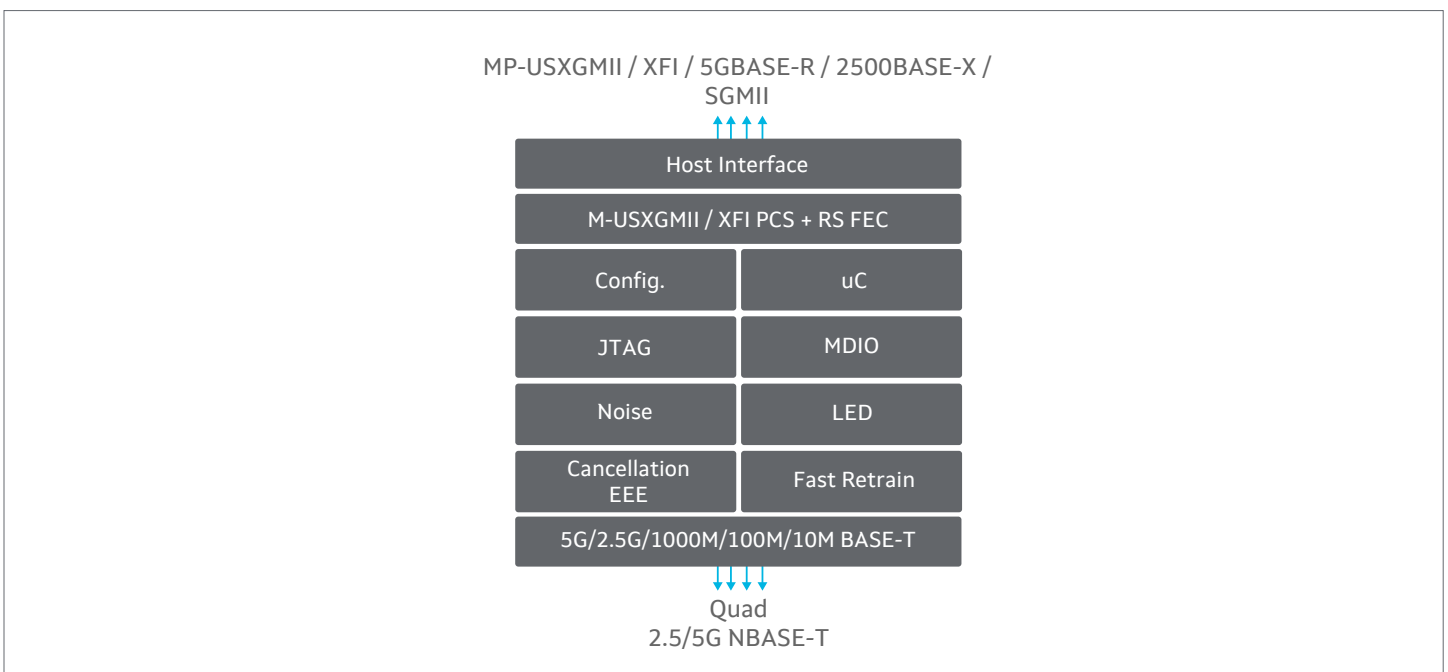 MP-USXGMII / XFI / 5GBASE-R / 2500BASE-X /
SGMII
Host Interface
M-USXGMII / XFI PCS + RS FEC
Config.
uC
JTAG
MDIO
Noise
LED
Cancellation
EEE
Fast Retrain
5G/2.5G/1000M/100M/10M BASE-T
Quad
2.5/5G NBASE-T